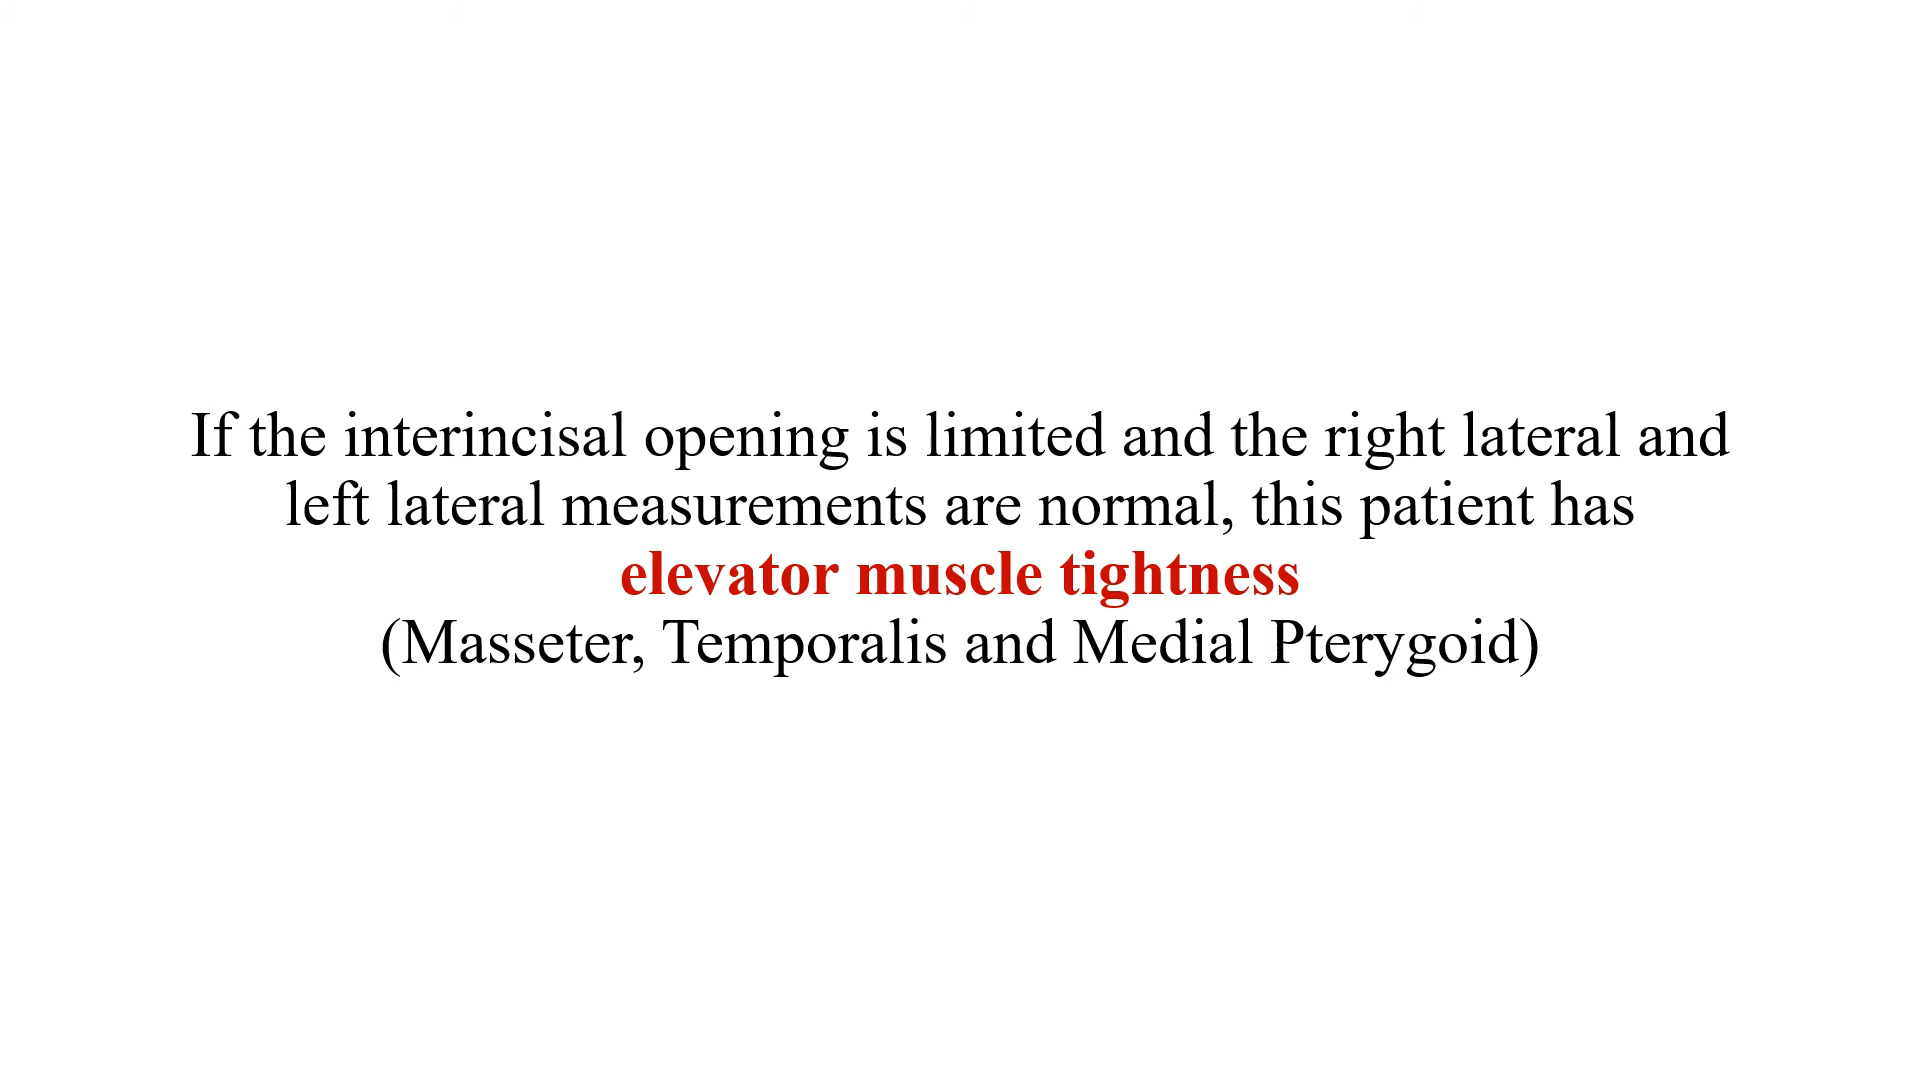 If the interincisal opening is limited and the right lateral and
left lateral measurements are normal, this patient has
elevator muscle tightness
(Masseter, Temporalis and Medial Pterygoid)